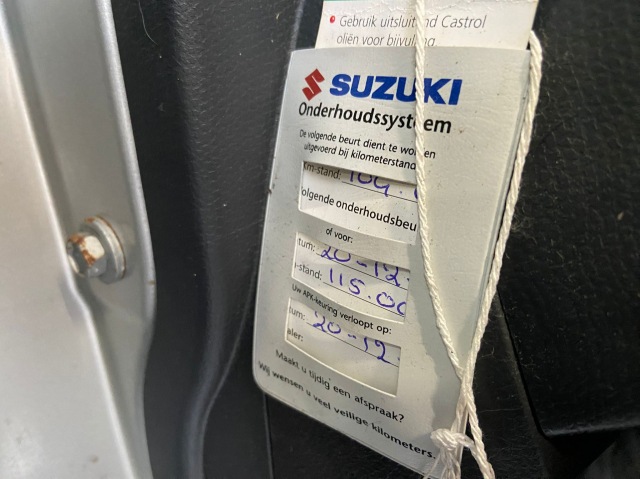 • Gebruik uitsluitend Castrol
oliën voor bijvulling
SUZUKI
Onderhoudssysteem
De volgende beurt dient te worden
uitgevoerd bij kilometerstand
km-stand: 104.
Volgende onderhoudsbeu
of voor:
tum: 20-12.
-stand: 115.00
Uw APK-keuring verloopt op:
tum: 20-12.
aler:
Maakt u tijdig een afspraak?
Wij wensen u veel veilige kilometers.